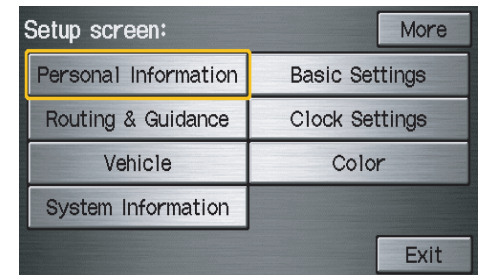 Setup screen:
More
Personal Information
Basic Settings
Routing & Guidance
Clock Settings
Vehicle
Color
System Information
Exit